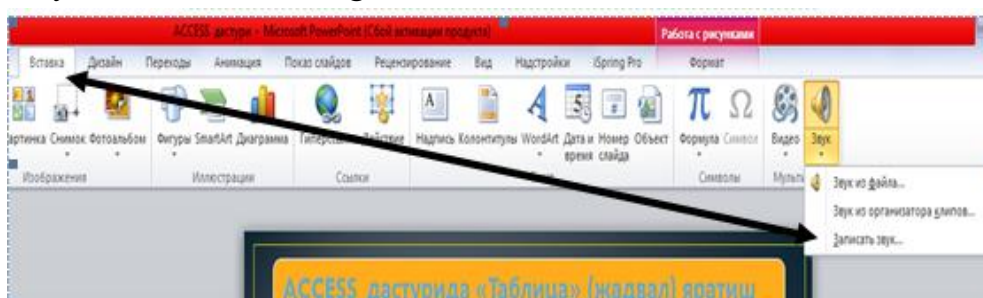 ACCESS дастури - Microsoft PowerPoint (Сбой активации продукта)
Работа с рисунками
Вставка Дизайн Переходы Анимация Показ слайдов Рецензирование Вид Надстройки iSpring Pro Формат
Снимок Фотоальбом Фигуры SmartArt Диаграмма Действие Надпись Колонтитулы WordArt Дата и Номер Объект Формула Символ Видео Звук
время слайда
Изображения Иллюстрации Ссылки Символы
Звук из файла...
Звук из организатора клипов...
Записать звук...
ACCESS дастурида «Таблица» (жадвал) яратиш